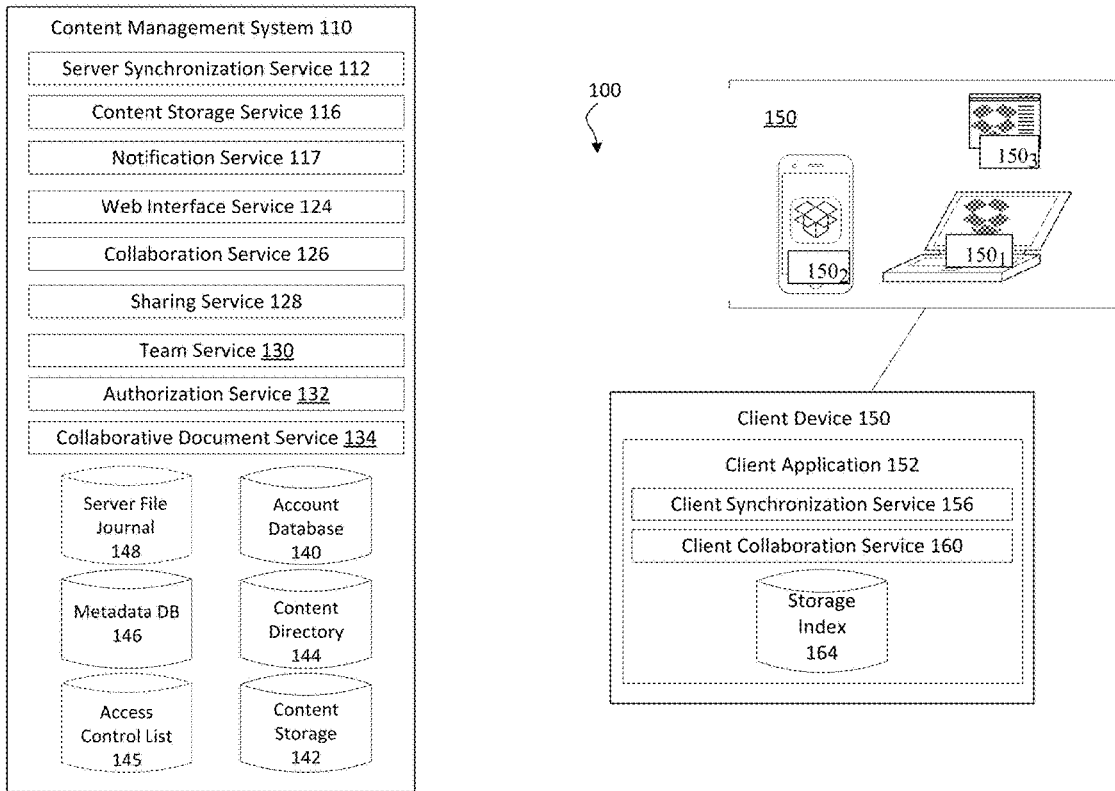 Content Management System 110
Server Synchronization Service 112
Content Storage Service 116
Notification Service 117
Web Interface Service 124
Collaboration Service 126
Sharing Service 128
Team Service 130
Authorization Service 132
Collaborative Document Service 134
Server File
Journal
148
Account
Database
140
Metadata DB
146
Content
Directory
144
Access
Control List
145
Content
Storage
142
100
150
150₃
150₂
150₁
Client Device 150
Client Application 152
Client Synchronization Service 156
Client Collaboration Service 160
Storage
Index
164